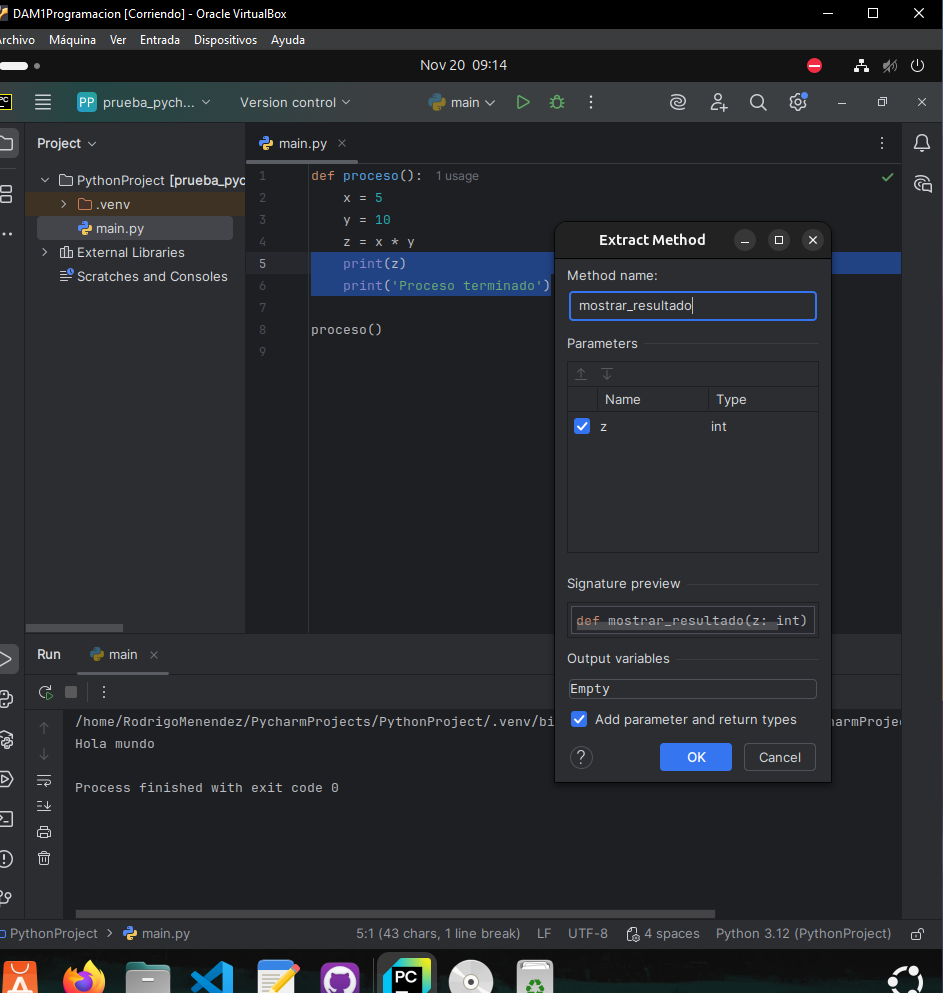 DAM1Programacion [Corriendo] - Oracle VirtualBox
Archivo Máquina Ver Entrada Dispositivos Ayuda
Nov 20 09:14
PC
PP prueba_pych... Version control main
Project
main.py
PythonProject [prueba_pyc
.venv
main.py
External Libraries
Scratches and Consoles
1 def proceso(): 1 usage
2 x = 5
3 y = 10
4 z = x * y
5 print(z)
6 print('Proceso terminado')
7
8 proceso()
9
Extract Method
Method name:
mostrar_resultado
Parameters
Name Type
z int
Signature preview
def mostrar_resultado(z: int)
Output variables
Empty
Add parameter and return types
? OK Cancel
Run main
/home/RodrigoMenendez/PycharmProjects/PythonProject/.venv/bi
harmProjec
Hola mundo
Process finished with exit code 0
PythonProject > main.py 5:1 (43 chars, 1 line break) LF UTF-8 4 spaces Python 3.12 (PythonProject)
PC